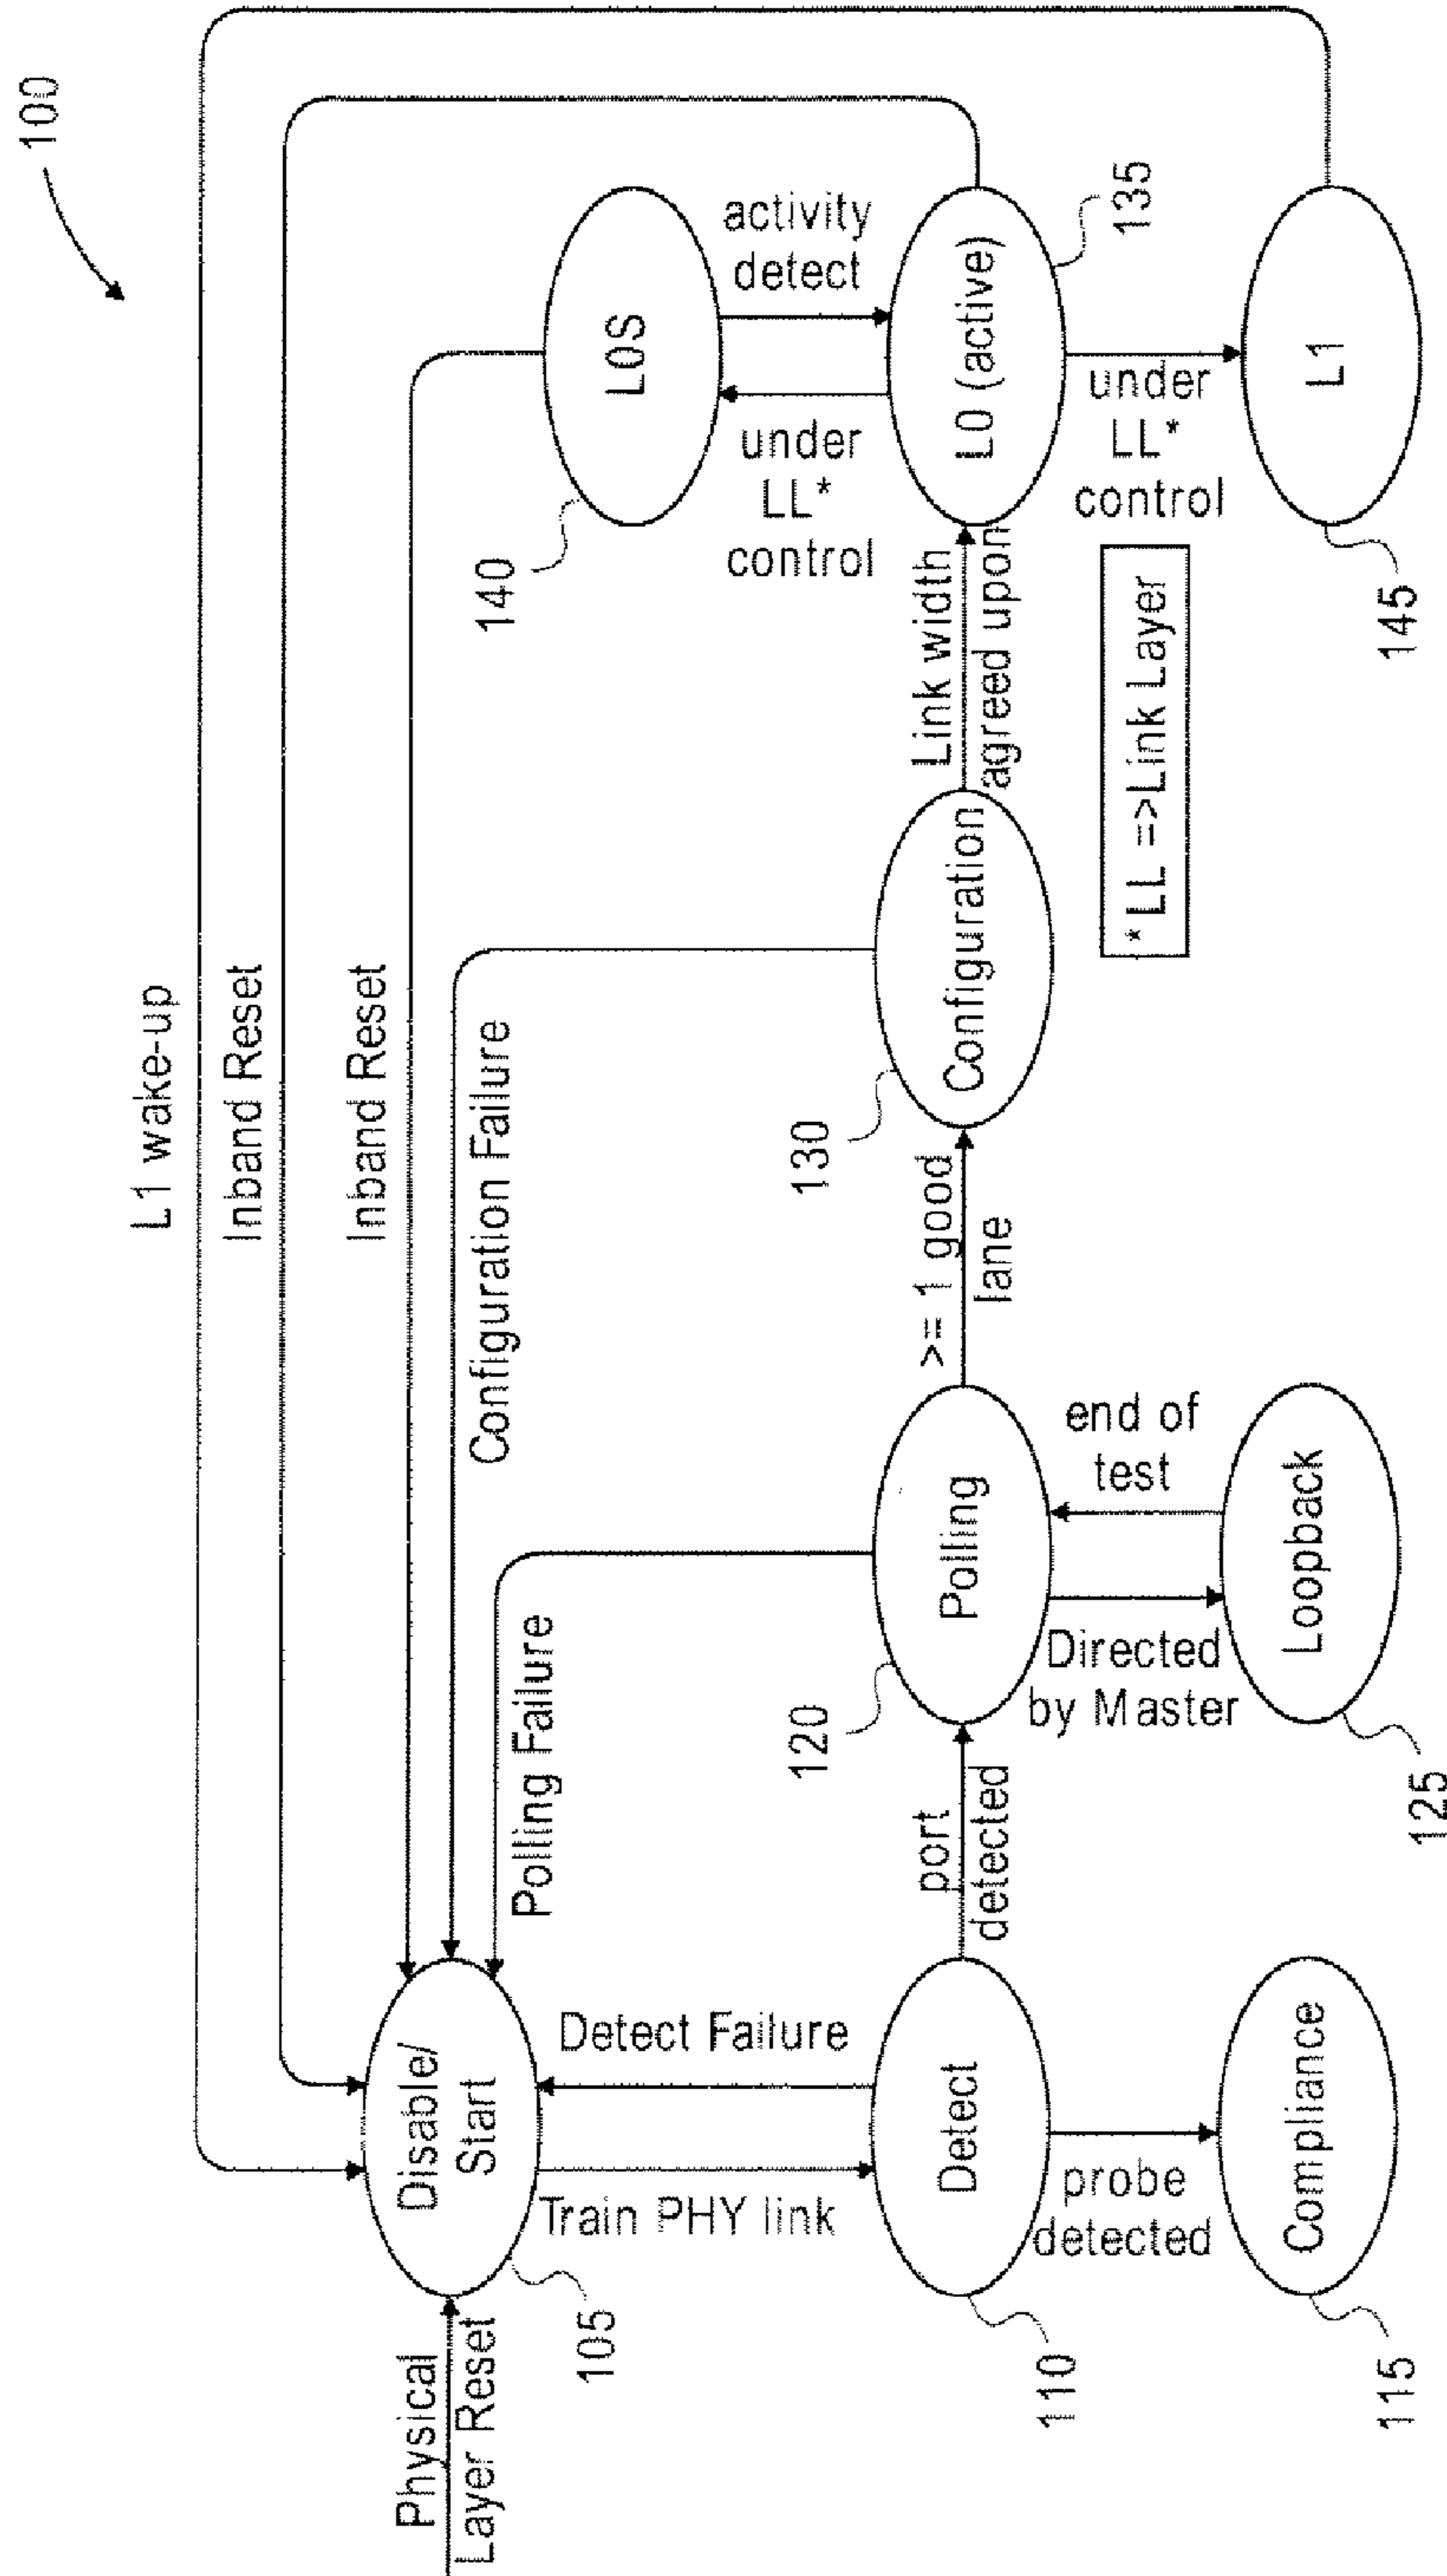 100
L1 wake-up
Inband Reset
Inband Reset
Configuration Failure
Polling Failure
Physical
Layer Reset
Disable/
Start
105
Detect Failure
Train PHY link
L0S
140
activity
detect
under
LL*
control
Detect
110
port
detected
Polling
120
>= 1 good
lane
Configuration
130
Link width
agreed upon
L0 (active)
135
probe
detected
Directed
by Master
end of
test
under
LL*
control
*LL =>Link Layer
Compliance
115
Loopback
125
L1
145